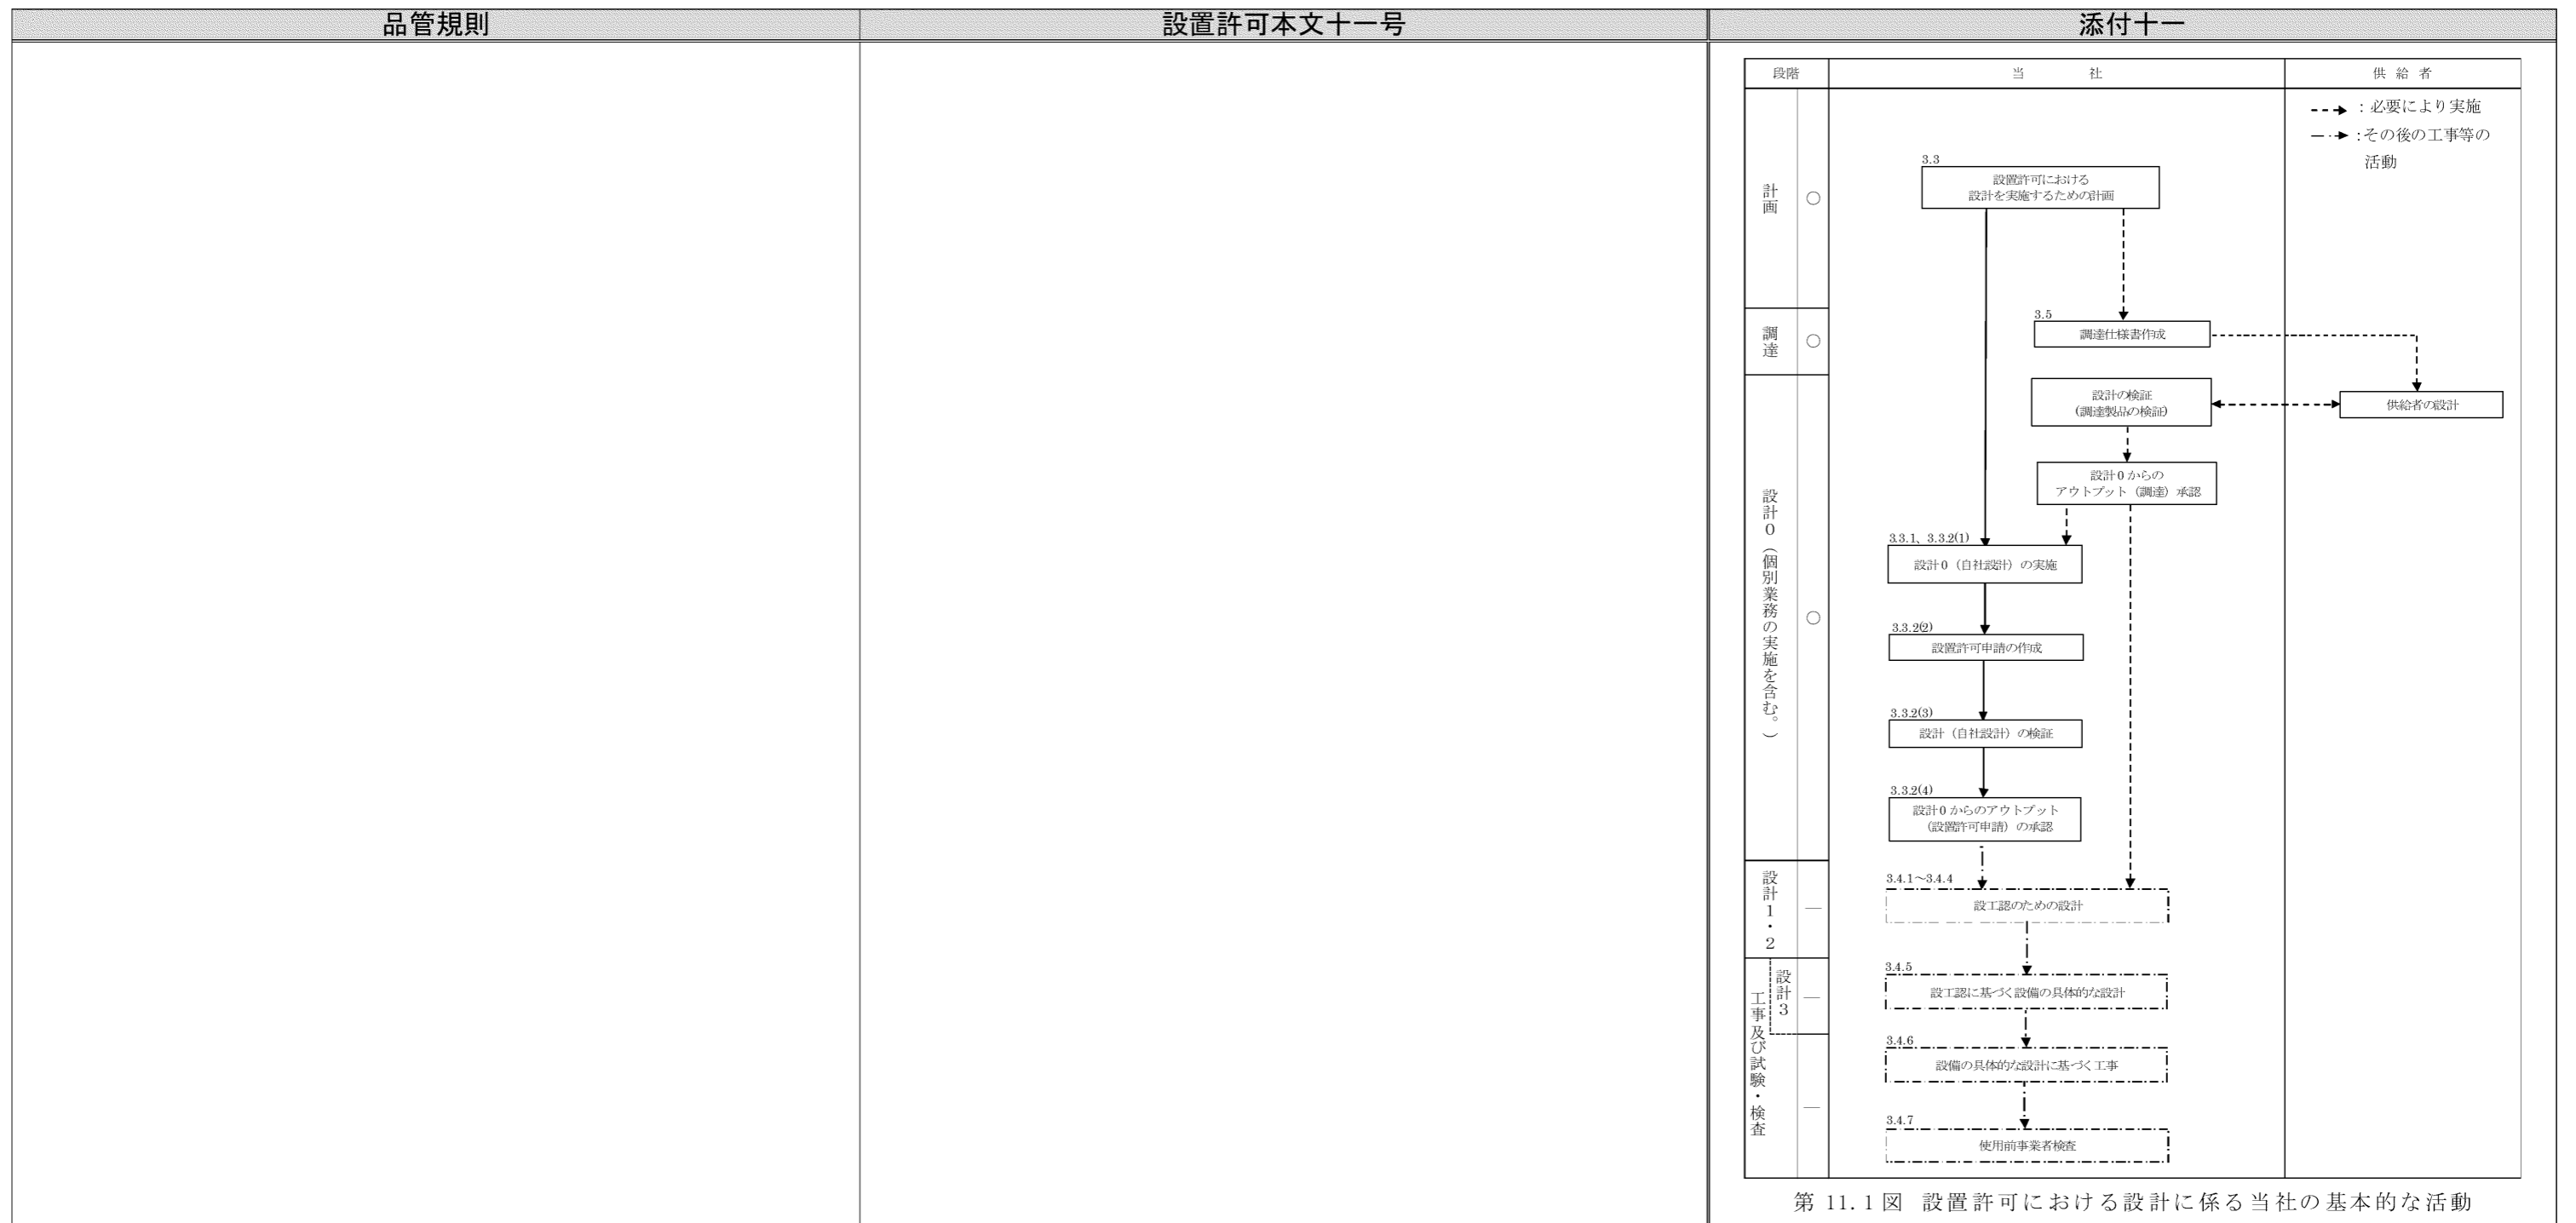 品管規則
設置許可本文十一号
添付十一
段階
当 社
供 給 者
：必要により実施
:その後の工事等の
活動
計画
○
3.3
設置許可における
設計を実施するための計画
調達
○
3.5
調達仕様書作成
設計の検証
(調達製品の検証)
供給者の設計
設計0からの
アウトプット（調達）承認
設計０（個別業務の実施を含む。）
○
3.3.1、3.3.2(1)
設計0（自社設計）の実施
3.3.2(2)
設置許可申請の作成
3.3.2(3)
設計（自社設計）の検証
3.3.2(4)
設計0からのアウトプット
（設置許可申請）の承認
設計１・２
―
3.4.1～3.4.4
設工認のための設計
工事及び試験・検査
設計３
―
3.4.5
設工認に基づく設備の具体的な設計
3.4.6
設備の具体的な設計に基づく工事
―
3.4.7
使用前事業者検査
第 11.1図 設置許可における設計に係る当社の基本的な活動